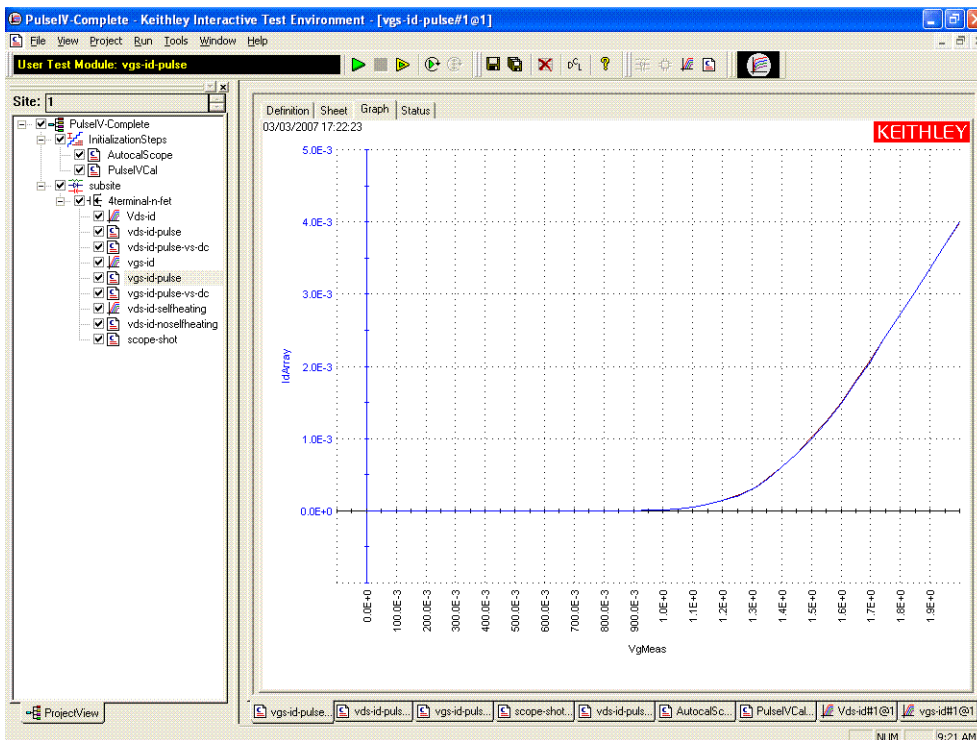 PulseIV-Complete - Keithley Interactive Test Environment - [vgs-id-pulse#1@1]
File View Project Run Tools Window Help
User Test Module: vgs-id-pulse
Site: 1
PulseIV-Complete
InitializationSteps
AutocalScope
PulseIVCal
subsite
4terminal-n-fet
Vds-id
vds-id-pulse
vds-id-pulse-vs-dc
vgs-id
vgs-id-pulse
vgs-id-pulse-vs-dc
vds-id-selfheating
vds-id-noselfheating
scope-shot
ProjectView
Definition Sheet Graph Status
03/03/2007 17:22:23
KEITHLEY
5.0E-3
4.0E-3
3.0E-3
2.0E-3
1.0E-3
0.0E+0
IdArray
0.0E+0 100.0E-3 200.0E-3 300.0E-3 400.0E-3 500.0E-3 600.0E-3 700.0E-3 800.0E-3 900.0E-3 1.0E+0 1.1E+0 1.2E+0 1.3E+0 1.4E+0 1.5E+0 1.6E+0 1.7E+0 1.8E+0 1.9E+0
VgMeas
vgs-id-pulse... vds-id-puls... vgs-id-puls... scope-shot... vds-id-puls... AutocalSc... PulseIVCal... Vds-id#1@1 vgs-id#1@1
NUM 9:21 AM